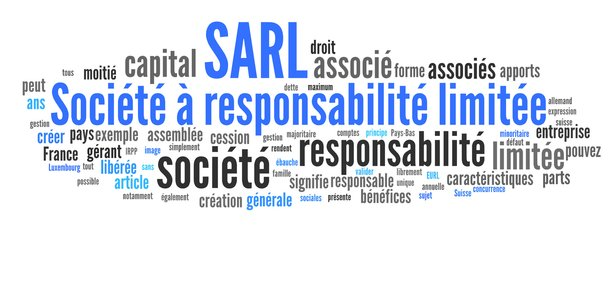 SARL
droit
tous
moitié
capital
associé
forme
associés
apports
peut
dette
maximum
ans
Société à responsabilité limitée
allemand
expression
suisse
gestion
créer
pays
exemple
assemblée
cession
gestion
majoritaire
comptes
principe
Pays-Bas
minoritaire
défaut
entreprise
France
gérant
IRPP
image
simplement
rendent
responsabilité
limitée
pouvez
Luxembourg
tout
libérée
sans
société
ébauche
valider
librement
EURL
caractéristiques
parts
possible
article
famille
signifie
responsable
unique
annuelle
Suisse
concurrence
notamment
également
création
générale
sociales
présente
bénéfices
sujet